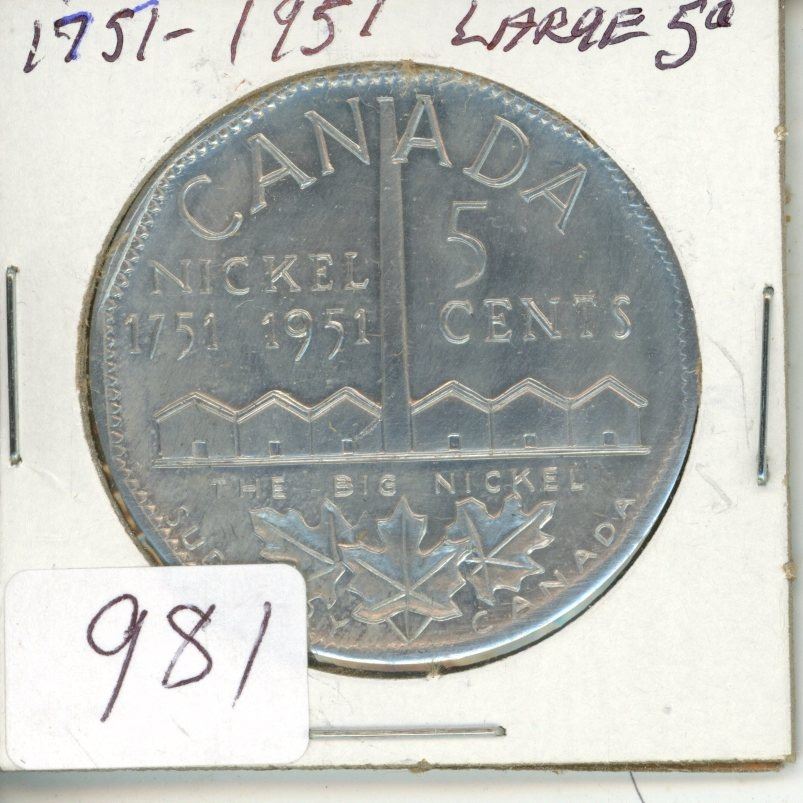 1751-1951 LARGE 5¢
CANADA
NICKEL 5
1751 1951 CENTS
THE BIG NICKEL
CANADA
981